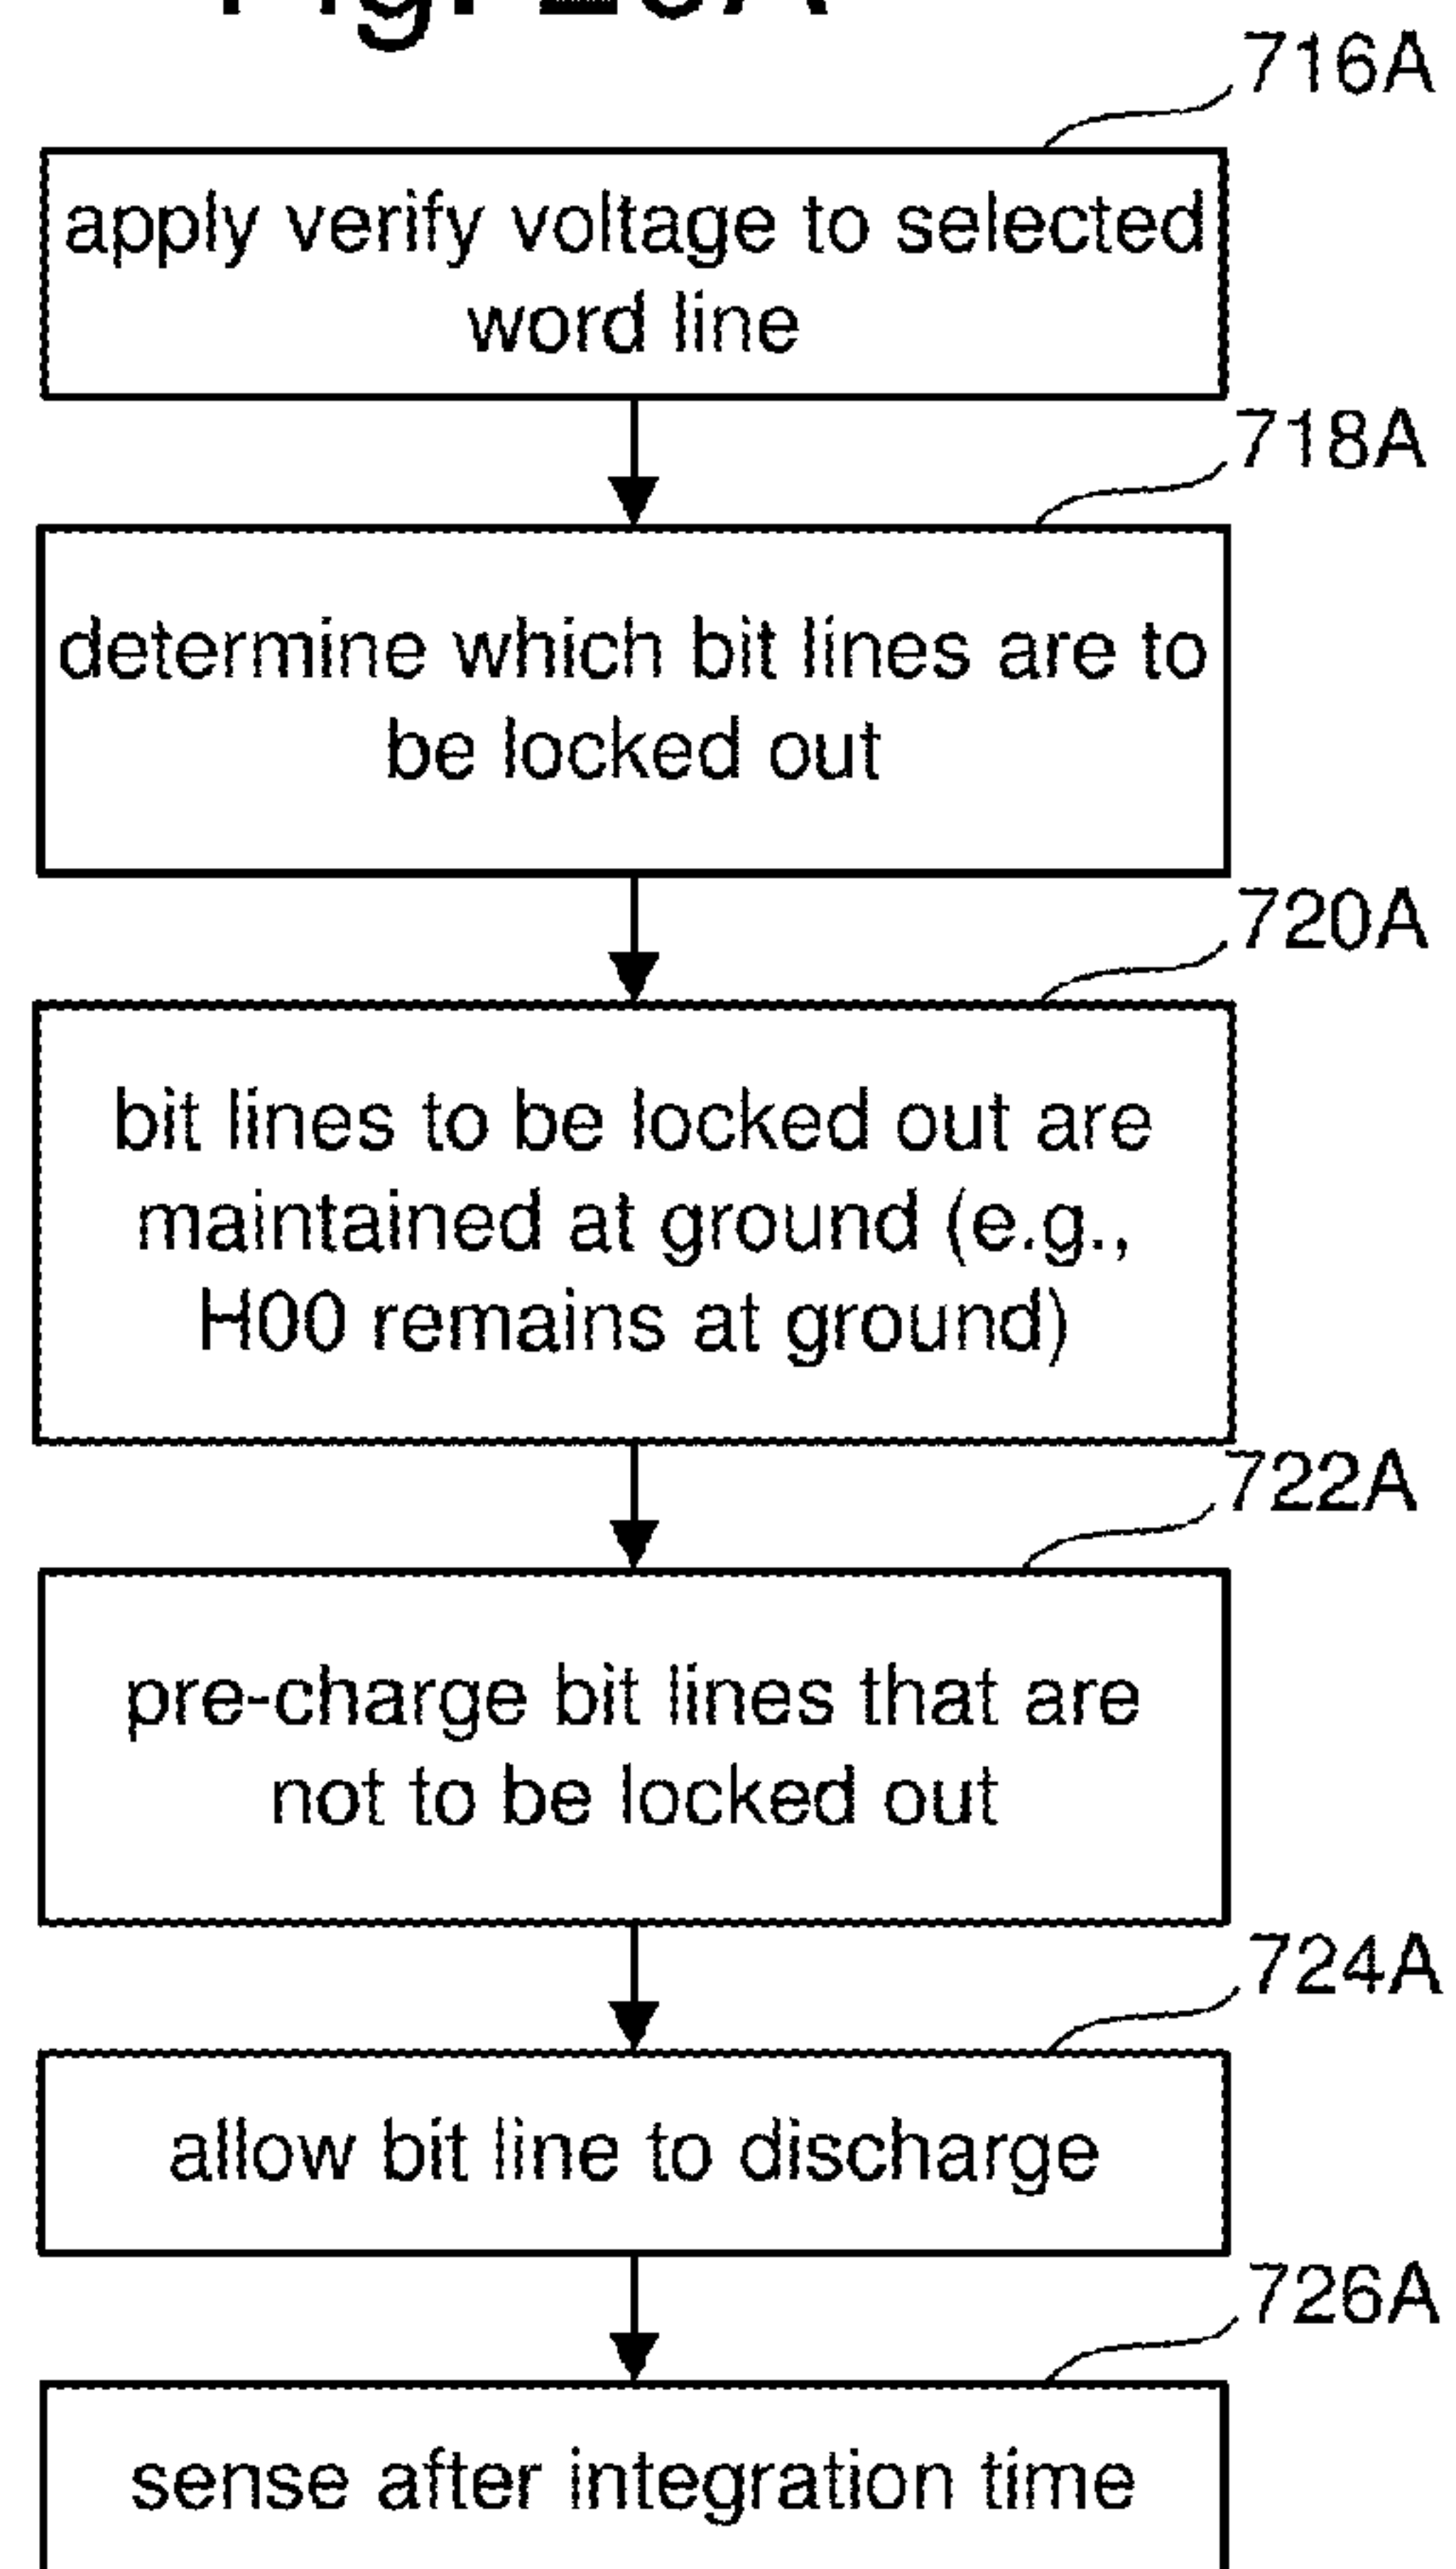 716A
apply verify voltage to selected
word line
718A
determine which bit lines are to
be locked out
720A
bit lines to be locked out are
maintained at ground (e.g.,
H00 remains at ground)
722A
pre-charge bit lines that are
not to be locked out
724A
allow bit line to discharge
726A
sense after integration time